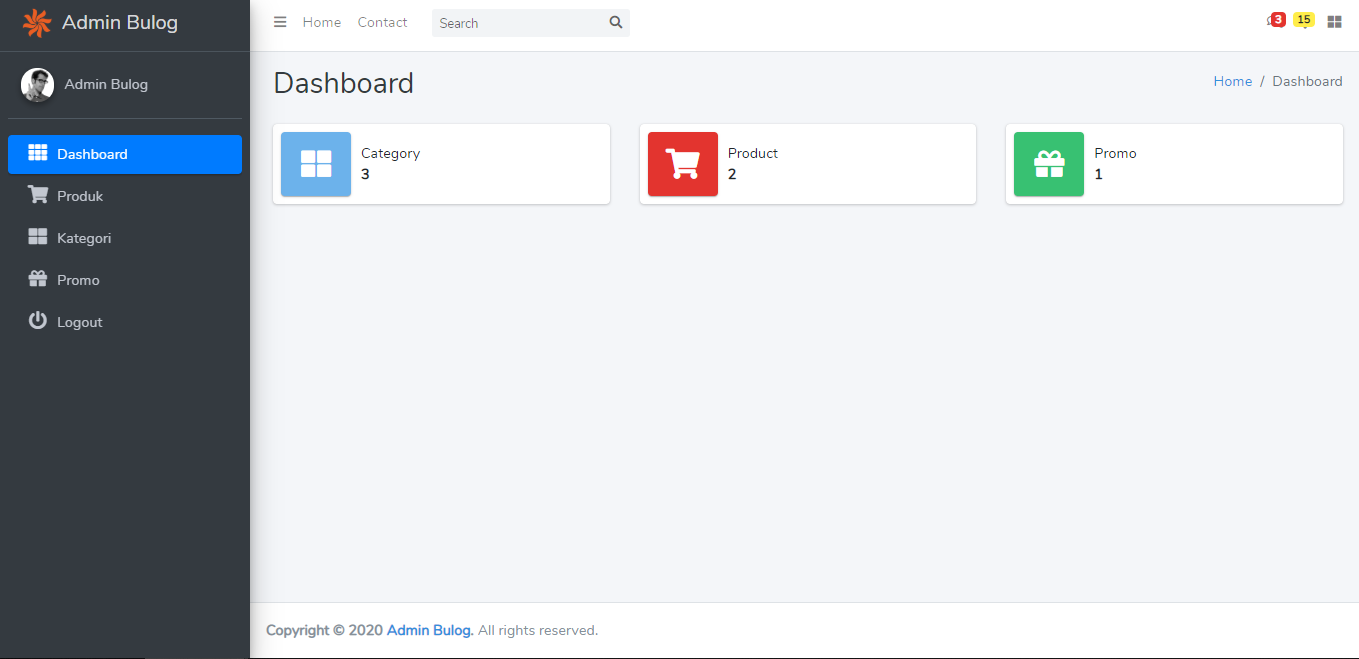 Admin Bulog
Home Contact Search 3 15
Admin Bulog
Dashboard
Home / Dashboard
Dashboard
Produk
Kategori
Promo
Logout
Category
3
Product
2
Promo
1
Copyright © 2020 Admin Bulog. All rights reserved.